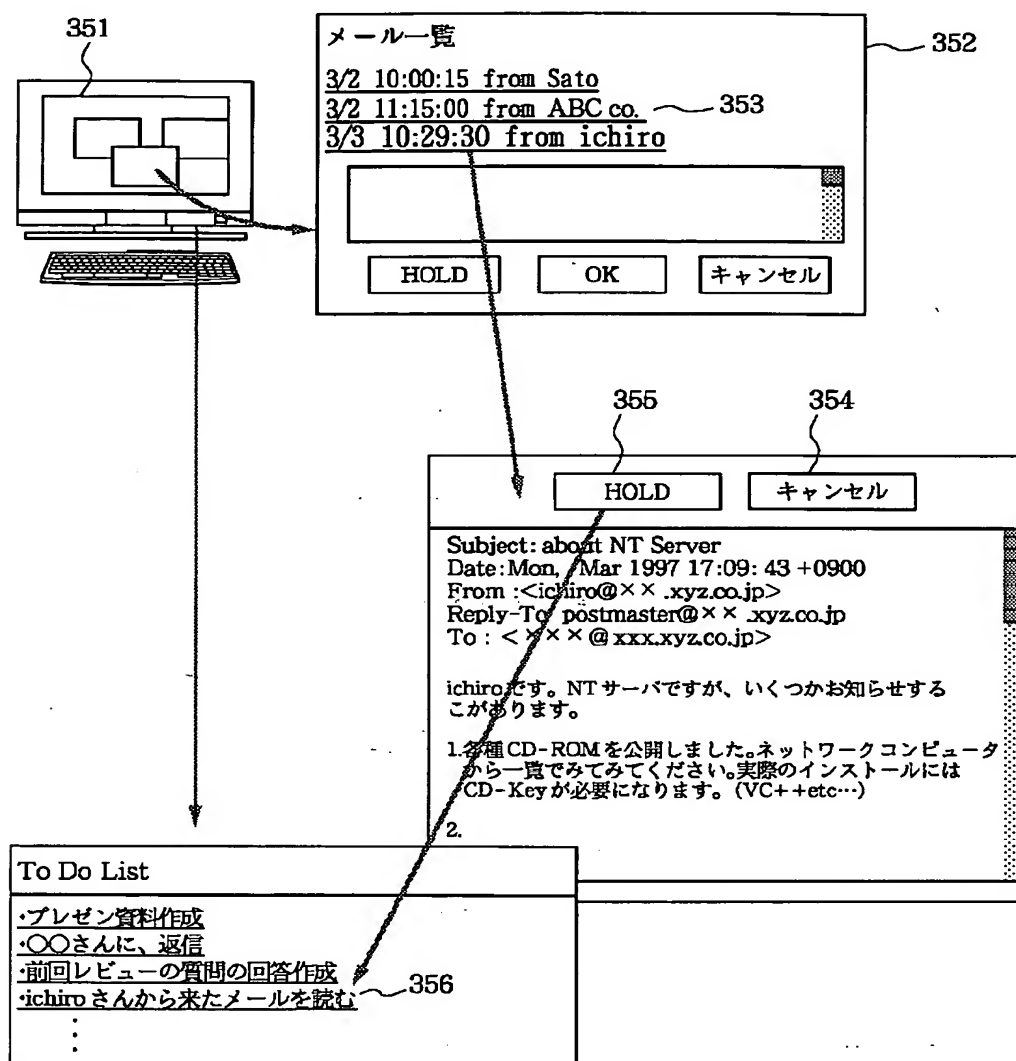 351
メール一覧
352
3/2 10:00:15 from Sato
3/2 11:15:00 from ABC co.
353
3/3 10:29:30 from ichiro
HOLD
OK
キャンセル
355
354
HOLD
キャンセル
Subject: about NT Server
Date:Mon, Mar 1997 17:09: 43 +0900
From :<ichiro@×× .xyz.co.jp>
Reply-To postmaster@×× .xyz.co.jp
To : < ××× @ xxx.xyz.co.jp>
ichiroです。NTサーバですが、いくつかお知らせする
こがあります。
1.各種CD-ROMを公開しました。ネットワークコンピュータ
から一覧でみてみてください。実際のインストールには
CD-Keyが必要になります。(VC++etc…)
2.
To Do List
・プレゼン資料作成
・〇〇さんに、返信
・前回レビューの質問の回答作成
・ichiroさんから来たメールを読む
356